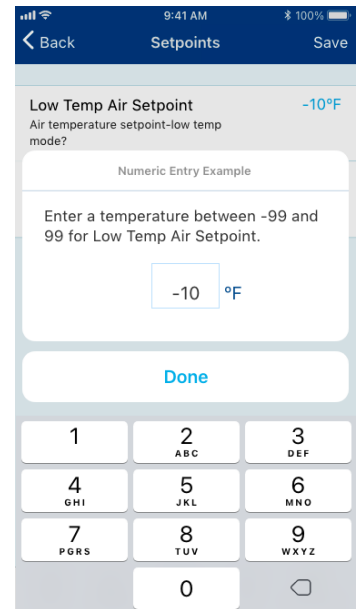 9:41 AM
100%
Back Setpoints Save
Low Temp Air Setpoint -10°F
Air temperature setpoint-low temp
mode?
Numeric Entry Example
Enter a temperature between -99 and
99 for Low Temp Air Setpoint.
-10 °F
Done
1 2 3
ABC DEF
4 5 6
GHI JKL MNO
7 8 9
PGRS TUV WXYZ
0